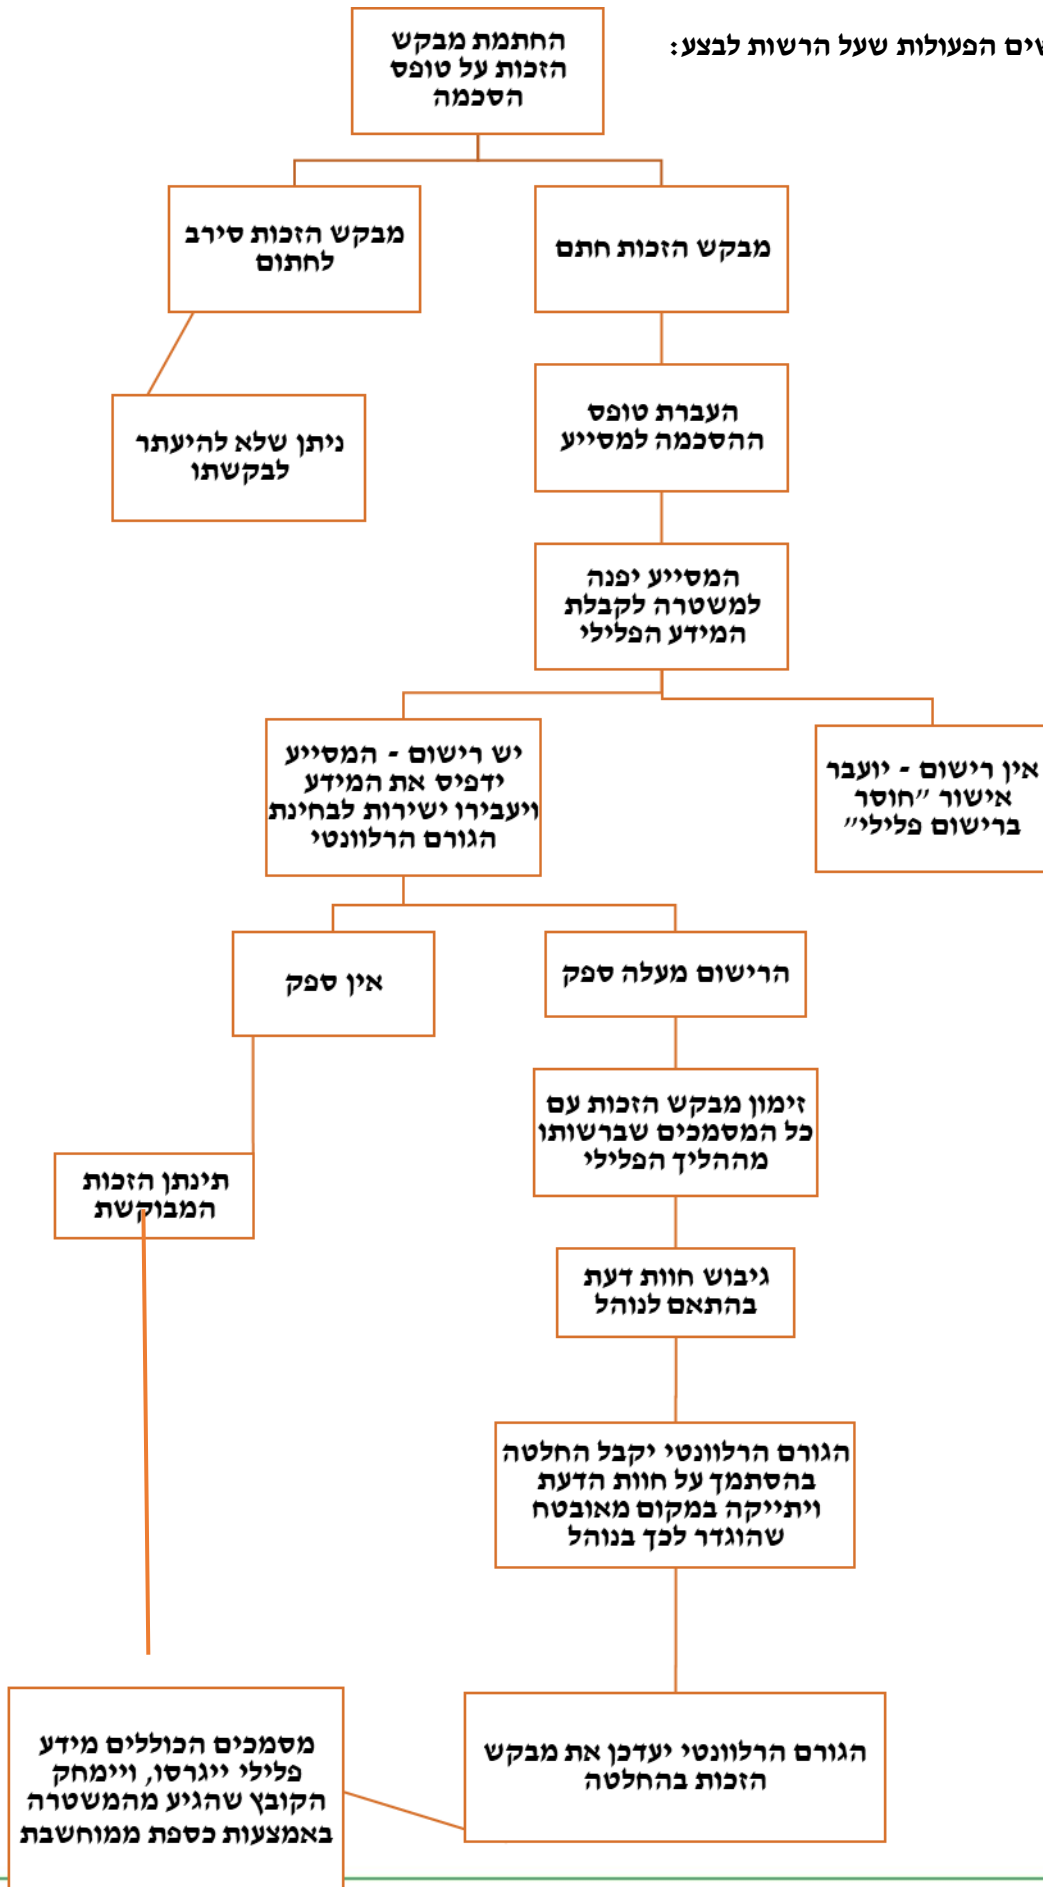 הפעולות שעל הרשות לבצע:
החתמת מבקש
הזכות על טופס
הסכמה
מבקש הזכות חתם
מבקש הזכות סירב
לחתום
העברת טופס
ההסכמה למסייע
ניתן שלא להיעתר
לבקשתו
המסייע יפנה
למשטרה לקבלת
המידע הפלילי
אין רישום - יועבר
אישור "חוסר
ברישום פלילי"
יש רישום - המסייע
ידפיס את המידע
ויעבירו ישירות לבחינת
הגורם הרלוונטי
הרישום מעלה ספק
אין ספק
זימון מבקש הזכות עם
כל המסמכים שברשותו
מההליך הפלילי
תינתן הזכות
המבוקשת
גיבוש חוות דעת
בהתאם לנוהל
הגורם הרלוונטי יקבל החלטה
בהסתמך על חוות הדעת
ויתייקה במקום מאובטח
שהוגדר לכך בנוהל
הגורם הרלוונטי יעדכן את מבקש
הזכות בהחלטה
מסמכים הכוללים מידע
פלילי ייגרסו, ויימחק
הקובץ שהגיע מהמשטרה
באמצעות כספת ממוחשבת